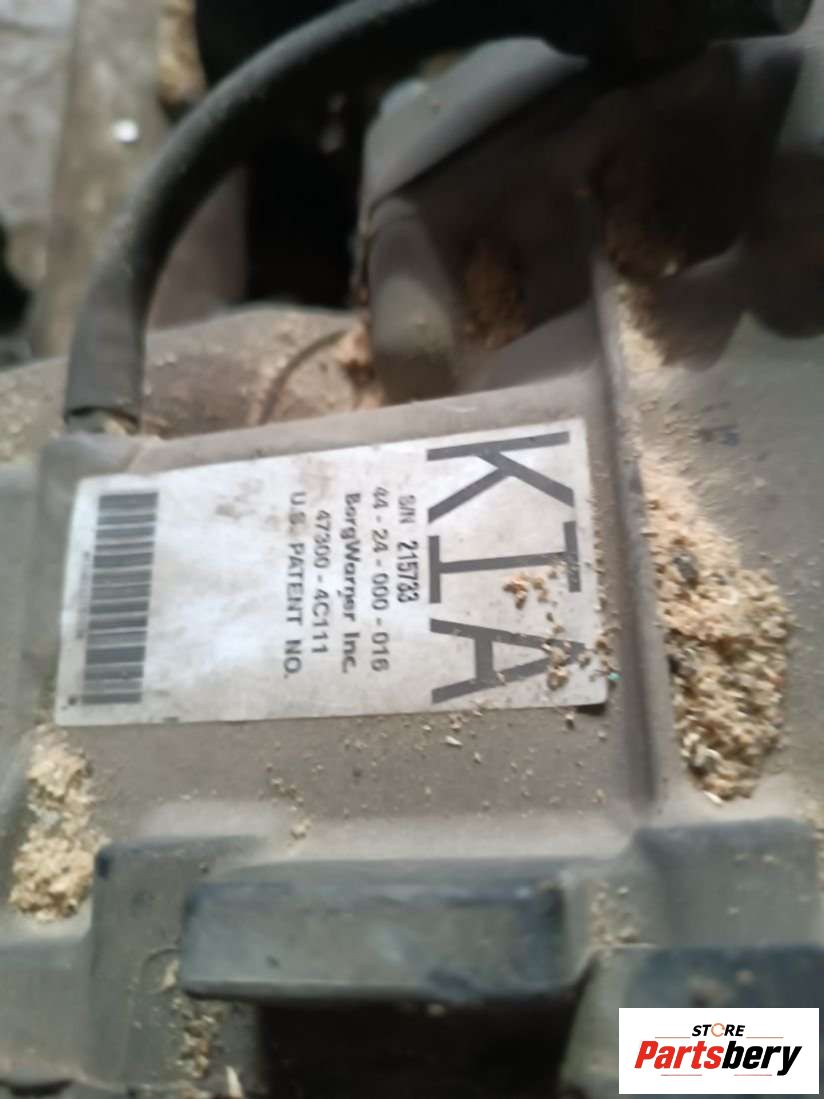 KIA
S/N 215733
44-24-000-016
BorgWarner Inc.
47300-4C111
U.S. PATENT NO.
STORE
Partsbery